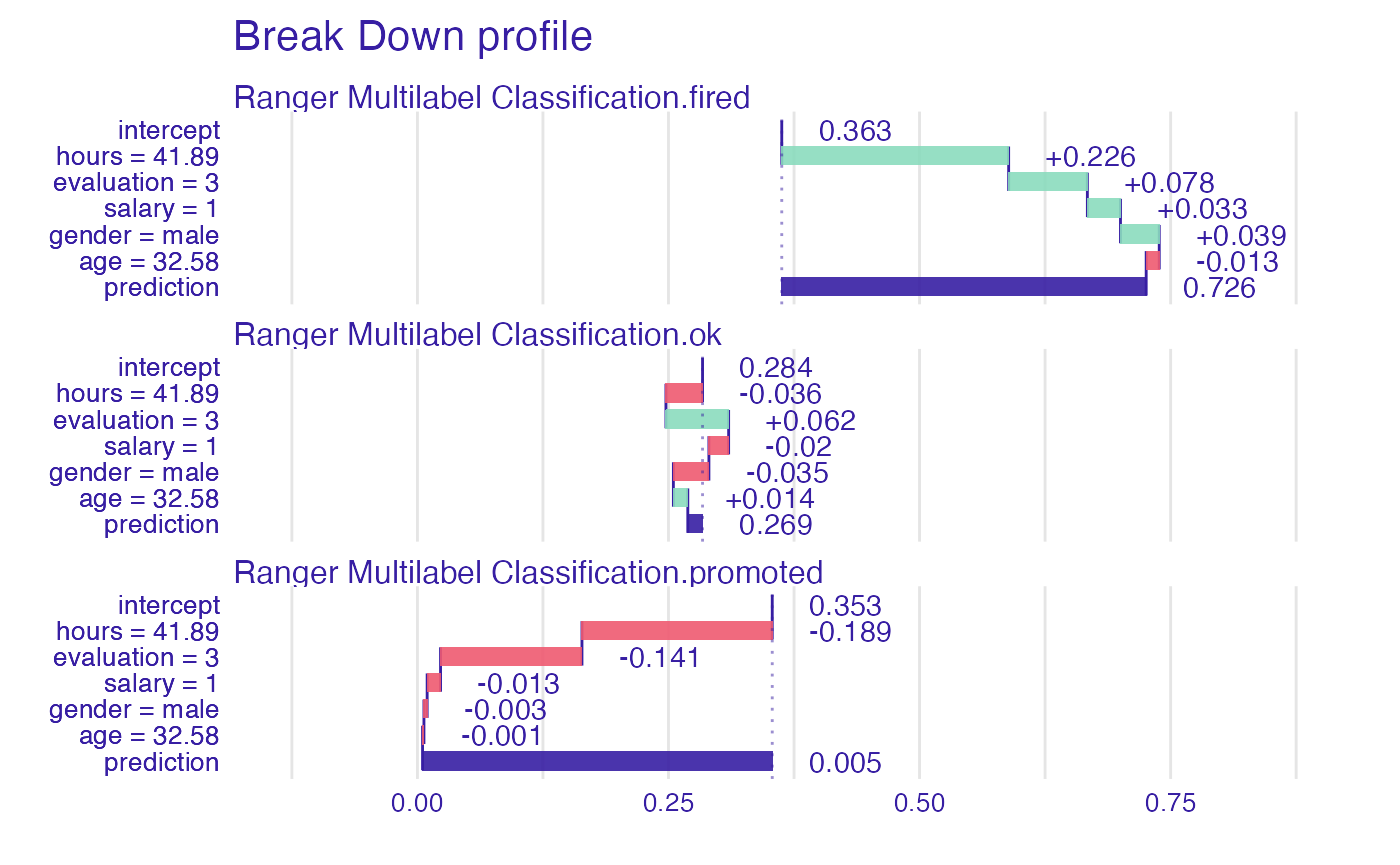 Break Down profile
Ranger Multilabel Classification.fired
intercept 0.363
hours = 41.89 +0.226
evaluation = 3 +0.078
salary = 1 +0.033
gender = male +0.039
age = 32.58 -0.013
prediction 0.726
Ranger Multilabel Classification.ok
intercept 0.284
hours = 41.89 -0.036
evaluation = 3 +0.062
salary = 1 -0.02
gender = male -0.035
age = 32.58 +0.014
prediction 0.269
Ranger Multilabel Classification.promoted
intercept 0.353
hours = 41.89 -0.189
evaluation = 3 -0.141
salary = 1 -0.013
gender = male -0.003
age = 32.58 -0.001
prediction 0.005
0.00 0.25 0.50 0.75